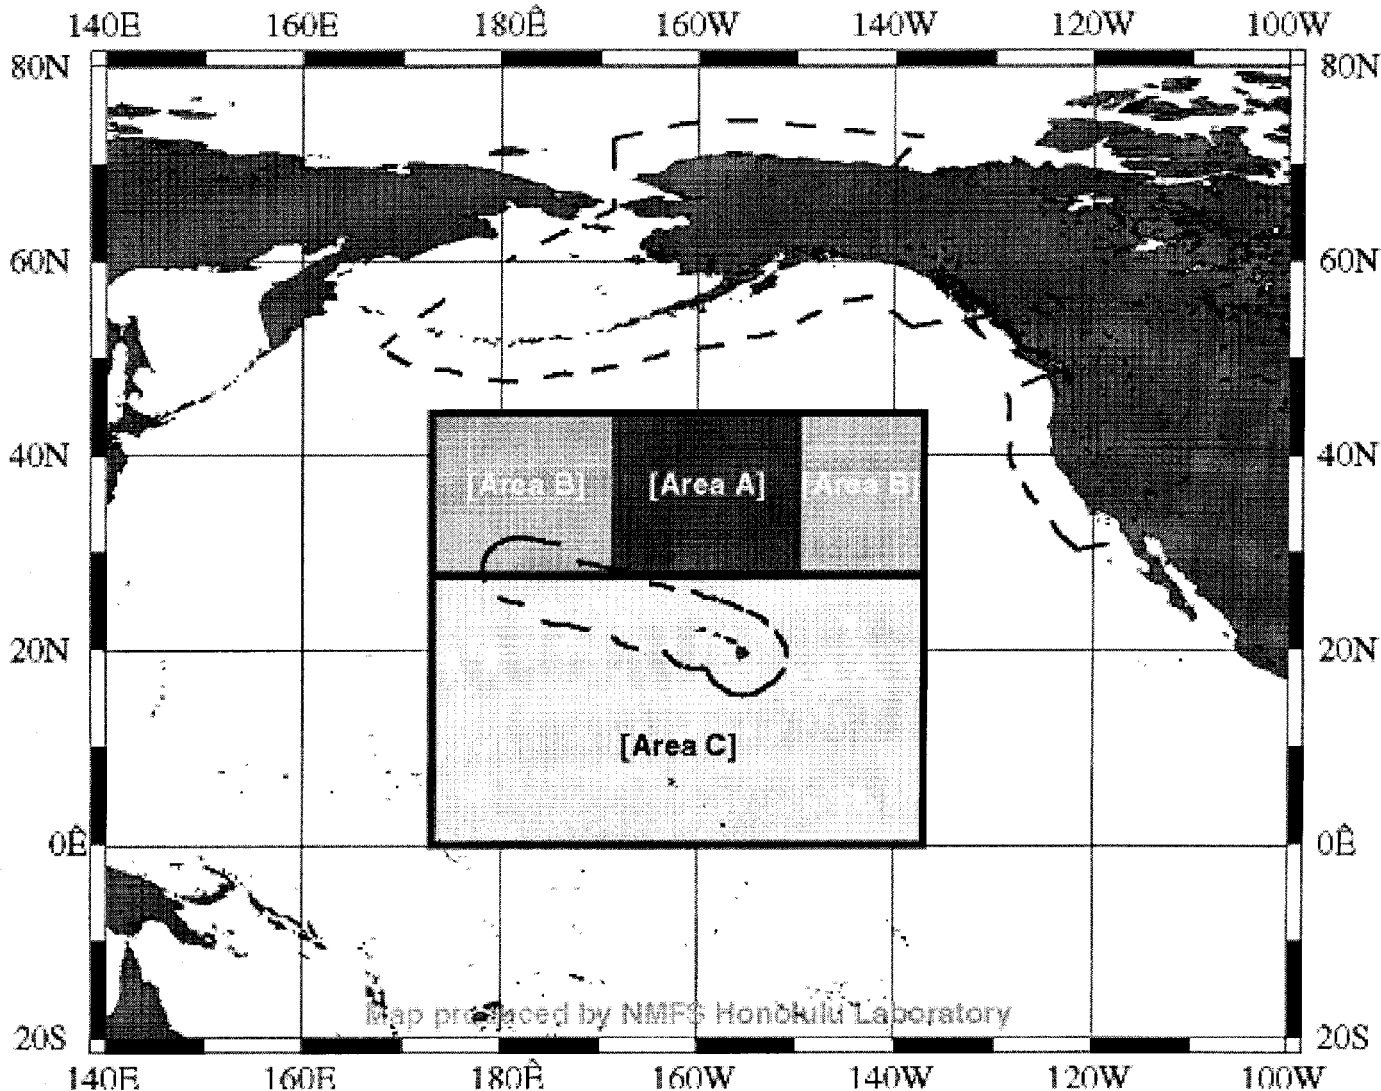 140E 160E 180Ê 160W 140W 120W 100W
80N 80N
60N 60N
40N 40N
[Area B] [Area A] [Area B]
20N 20N
[Area C]
0Ê 0Ê
Map produced by NMFS Honolulu Laboratory
20S 20S
140E 160E 180Ê 160W 140W 120W 100W